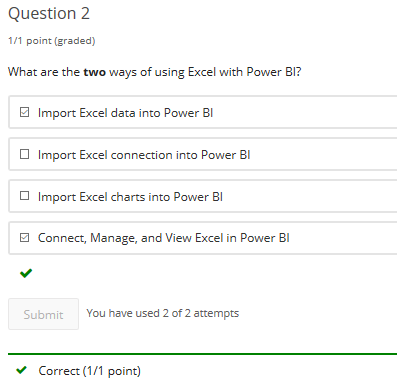 Question 2
1/1 point (graded)
What are the two ways of using Excel with Power BI?
Import Excel data into Power BI
Import Excel connection into Power BI
Import Excel charts into Power BI
Connect, Manage, and View Excel in Power BI
Submit You have used 2 of 2 attempts
Correct (1/1 point)